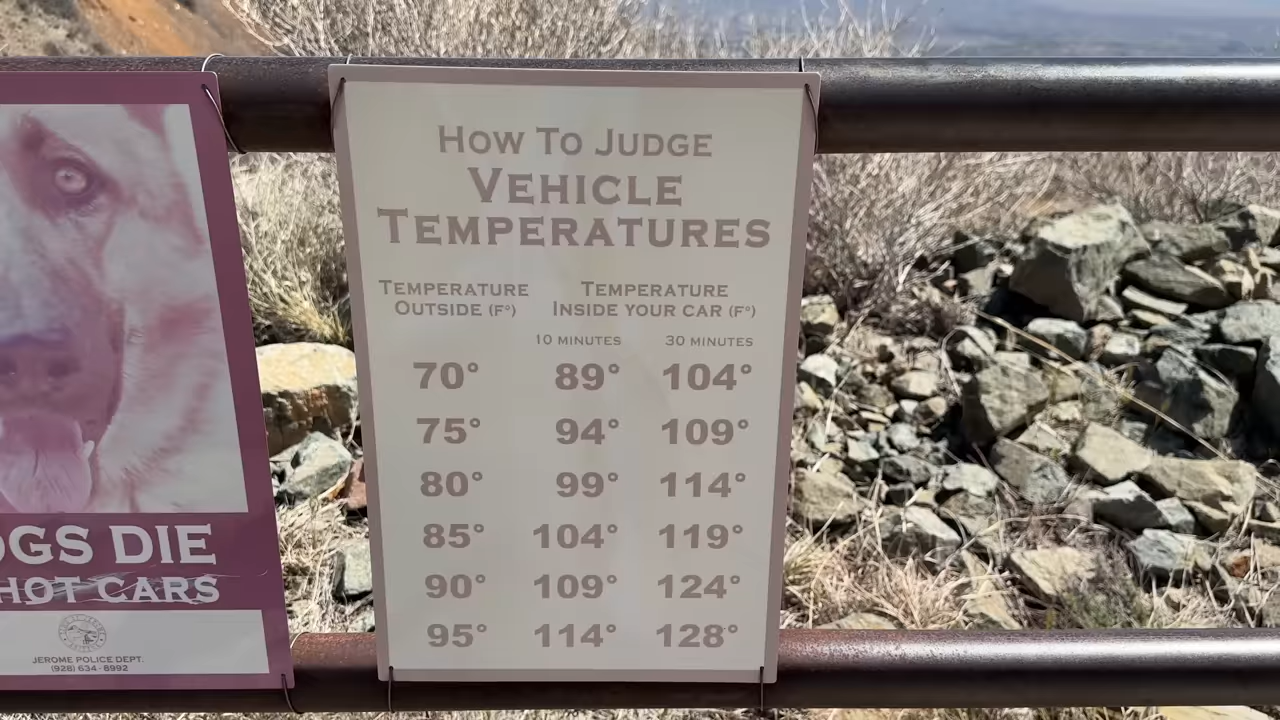 OGS DIE
HOT CARS
JEROME POLICE DEPT.
(928) 634-8992
How To Judge
Vehicle
Temperatures
Temperature
Outside (F°)
Temperature
Inside your car (F°)
10 minutes 30 minutes
70° 89° 104°
75° 94° 109°
80° 99° 114°
85° 104° 119°
90° 109° 124°
95° 114° 128°